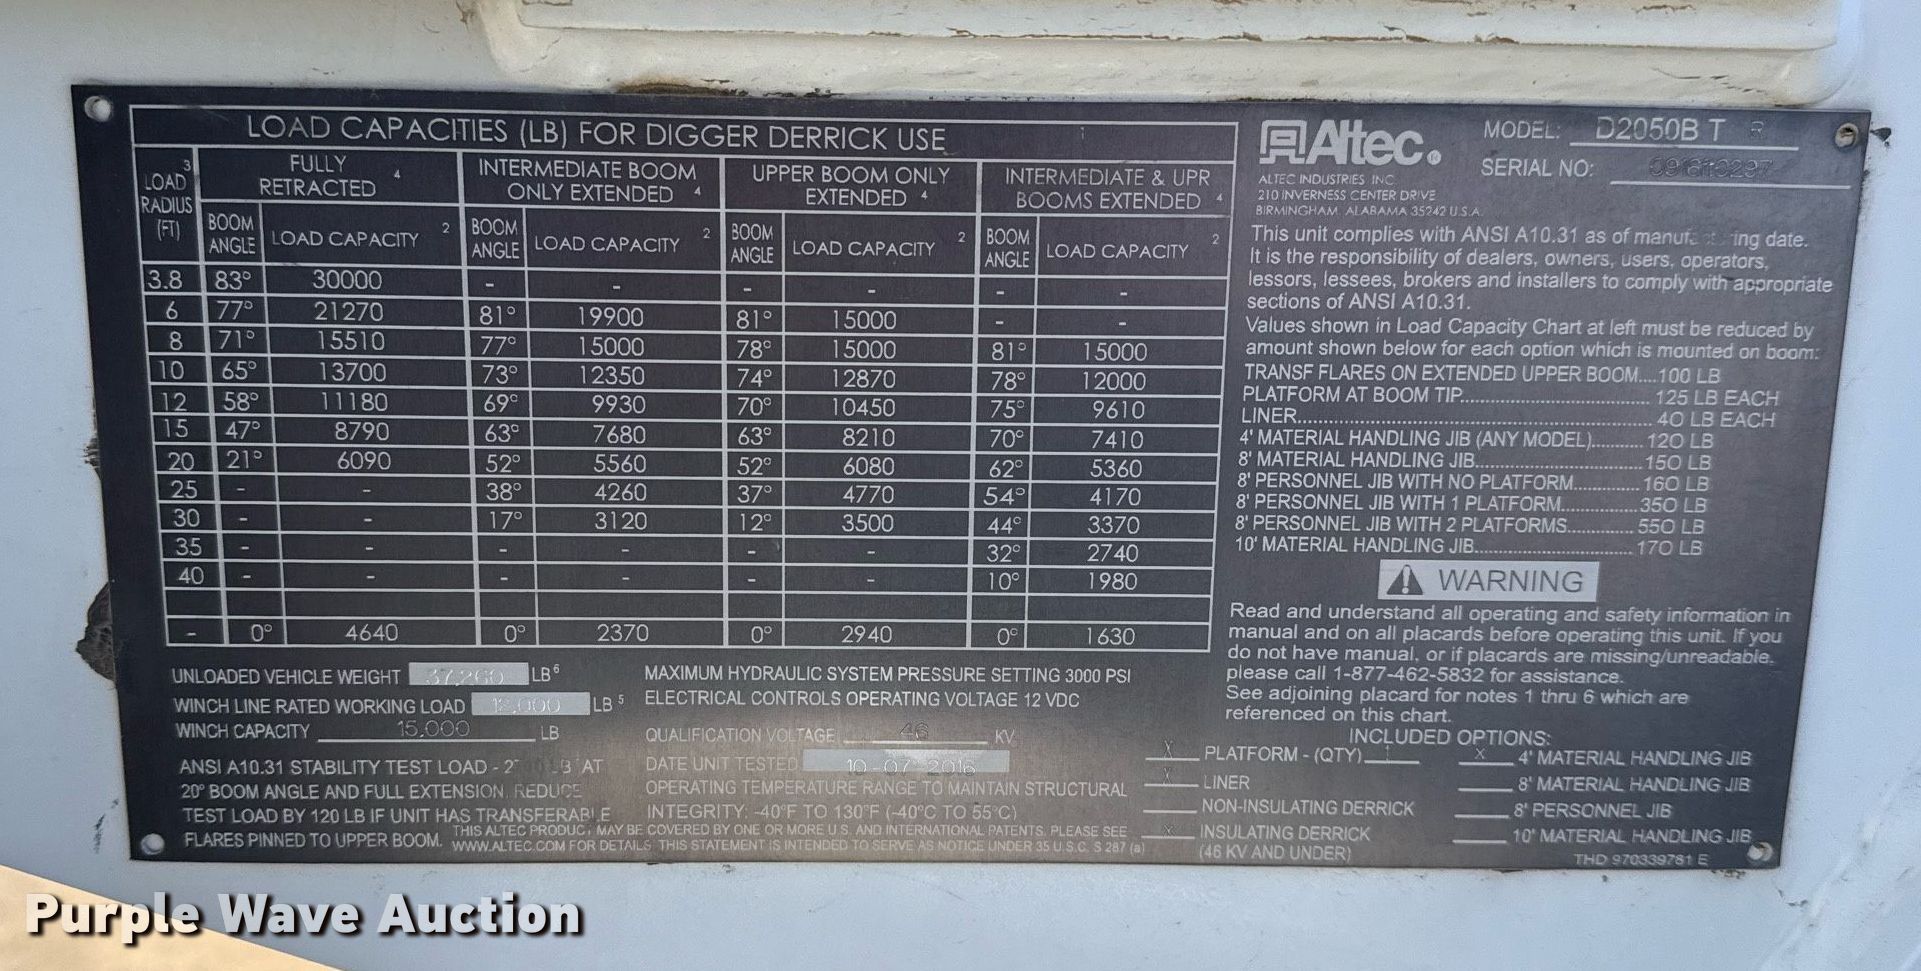 LOAD CAPACITIES (LB) FOR DIGGER DERRICK USE 1
LOAD RADIUS (FT) 3 FULLY RETRACTED 4 INTERMEDIATE BOOM ONLY EXTENDED 4 UPPER BOOM ONLY EXTENDED 4 INTERMEDIATE & UPR BOOMS EXTENDED 4
BOOM ANGLE LOAD CAPACITY 2 BOOM ANGLE LOAD CAPACITY 2 BOOM ANGLE LOAD CAPACITY 2 BOOM ANGLE LOAD CAPACITY 2
3.8 83° 30000 - - - - - -
6 77° 21270 81° 19900 81° 15000 - -
8 71° 15510 77° 15000 78° 15000 81° 15000
10 65° 13700 73° 12350 74° 12870 78° 12000
12 58° 11180 69° 9930 70° 10450 75° 9610
15 47° 8790 63° 7680 63° 8210 70° 7410
20 21° 6090 52° 5560 52° 6080 62° 5360
25 - - 38° 4260 37° 4770 54° 4170
30 - - 17° 3120 12° 3500 44° 3370
35 - - - - - - 32° 2740
40 - - - - - - 10° 1980
- 0° 4640 0° 2370 0° 2940 0° 1630
UNLOADED VEHICLE WEIGHT 37,260 LB 6
WINCH LINE RATED WORKING LOAD LB 5
WINCH CAPACITY 15,000 LB
ANSI A10.31 STABILITY TEST LOAD - LB AT
20° BOOM ANGLE AND FULL EXTENSION. REDUCE
TEST LOAD BY 120 LB IF UNIT HAS TRANSFERABLE
FLARES PINNED TO UPPER BOOM.
MAXIMUM HYDRAULIC SYSTEM PRESSURE SETTING 3000 PSI
ELECTRICAL CONTROLS OPERATING VOLTAGE 12 VDC
QUALIFICATION VOLTAGE 46 KV
DATE UNIT TESTED 10-07-2016
OPERATING TEMPERATURE RANGE TO MAINTAIN STRUCTURAL
INTEGRITY: -40°F TO 130°F (-40°C TO 55°C)
THIS ALTEC PRODUCT MAY BE COVERED BY ONE OR MORE U.S. AND INTERNATIONAL PATENTS. PLEASE SEE
WWW.ALTEC.COM FOR DETAILS. THIS STATEMENT IS INTENDED TO SERVE AS NOTICE UNDER 35 U.S.C. S 287 (a)
Altec®
ALTEC INDUSTRIES INC.
210 INVERNESS CENTER DRIVE
BIRMINGHAM, ALABAMA 35242 U.S.A.
MODEL: D2050B T R
SERIAL NO:
This unit complies with ANSI A10.31 as of manufacturing date.
It is the responsibility of dealers, owners, users, operators,
lessors, lessees, brokers and installers to comply with appropriate
sections of ANSI A10.31.
Values shown in Load Capacity Chart at left must be reduced by
amount shown below for each option which is mounted on boom:
TRANSF FLARES ON EXTENDED UPPER BOOM....100 LB
PLATFORM AT BOOM TIP.................... 125 LB EACH
LINER.................... 40 LB EACH
4' MATERIAL HANDLING JIB (ANY MODEL)..........120 LB
8' MATERIAL HANDLING JIB....................150 LB
8' PERSONNEL JIB WITH NO PLATFORM..............160 LB
8' PERSONNEL JIB WITH 1 PLATFORM................350 LB
8' PERSONNEL JIB WITH 2 PLATFORMS..............550 LB
10' MATERIAL HANDLING JIB....................170 LB
WARNING
Read and understand all operating and safety information in
manual and on all placards before operating this unit. If you
do not have manual, or if placards are missing/unreadable,
please call 1-877-462-5832 for assistance.
See adjoining placard for notes 1 thru 6 which are
referenced on this chart.
INCLUDED OPTIONS:
X PLATFORM - (QTY) 1
X LINER
NON-INSULATING DERRICK
X INSULATING DERRICK
(46 KV AND UNDER)
X 4' MATERIAL HANDLING JIB
8' MATERIAL HANDLING JIB
8' PERSONNEL JIB
10' MATERIAL HANDLING JIB
THD 970339781 E
Purple Wave Auction